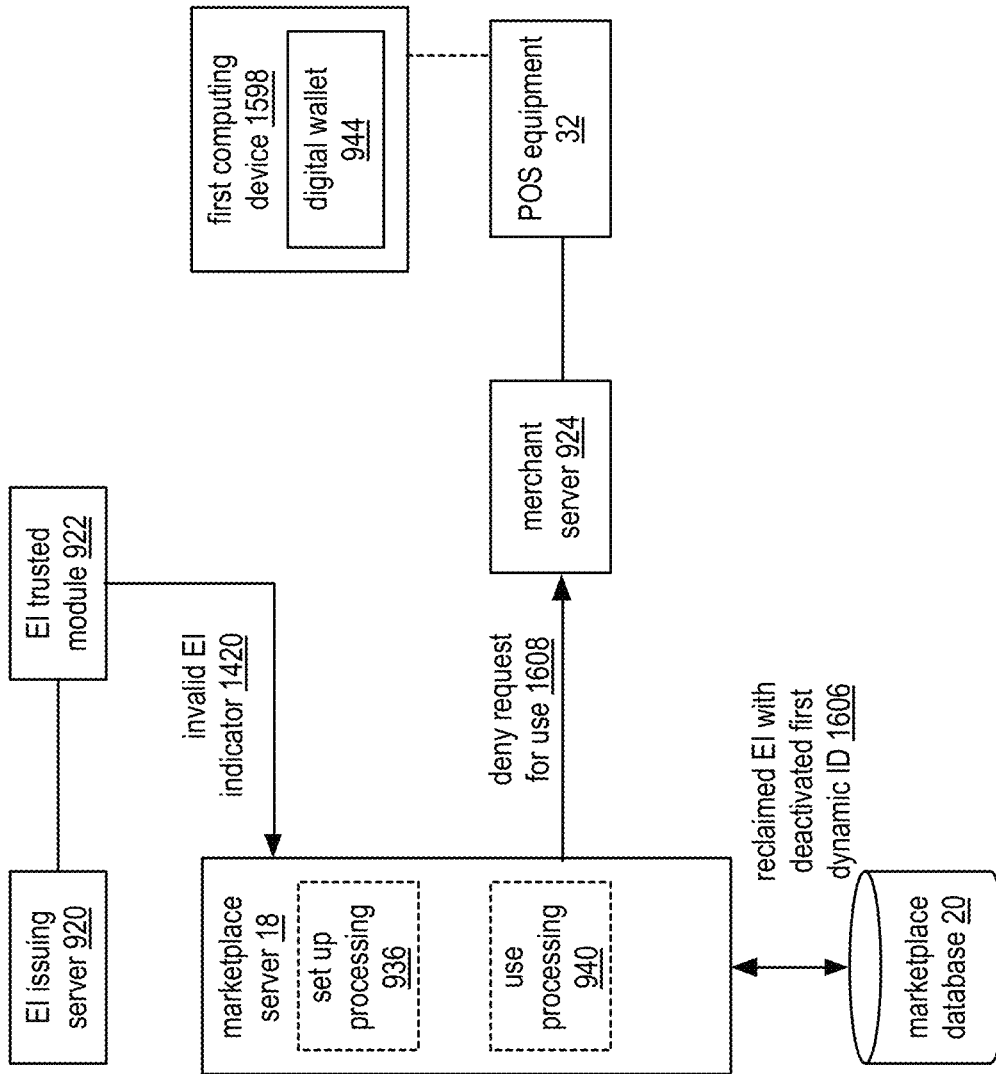 EI issuing
server 920
EI trusted
module 922
invalid EI
indicator 1420
marketplace
server 18
set up
processing
936
use
processing
940
deny request
for use 1608
merchant
server 924
POS equipment
32
first computing
device 1598
digital wallet
944
reclaimed EI with
deactivated first
dynamic ID 1606
marketplace
database 20